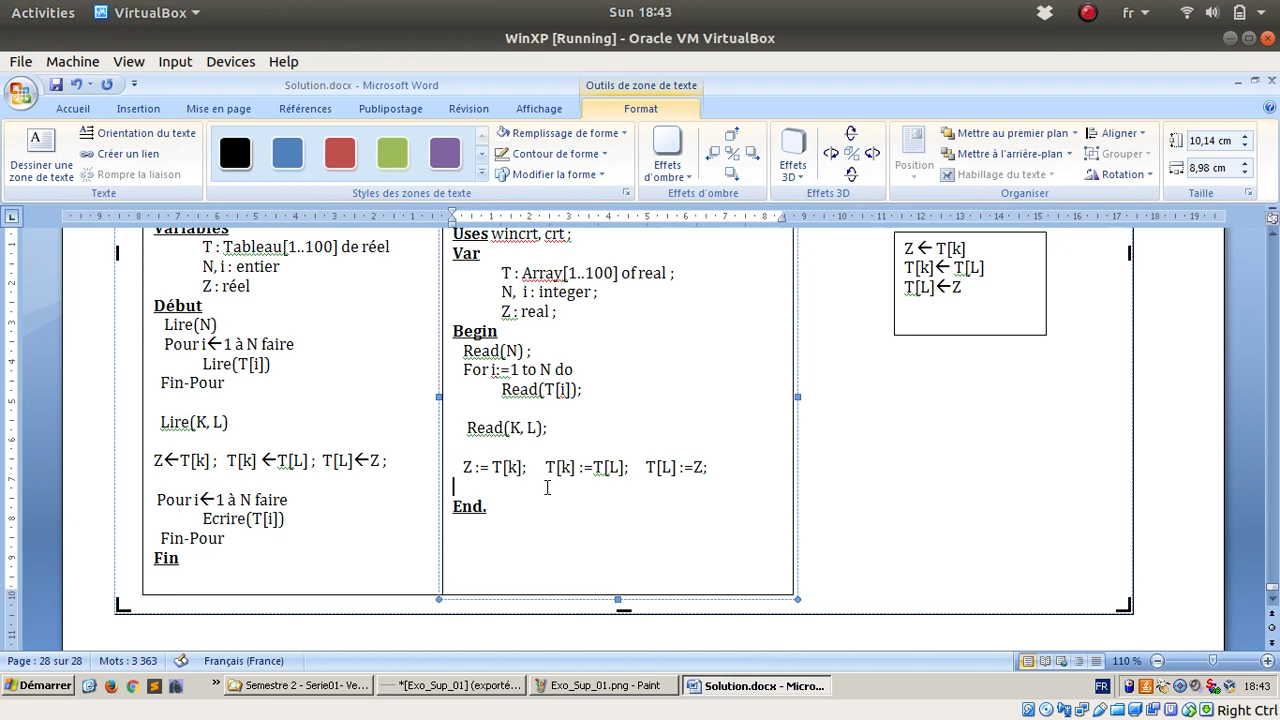 Activities VirtualBox Sun 18:43 fr
WinXP [Running] - Oracle VM VirtualBox
File Machine View Input Devices Help
Solution.docx - Microsoft Word Outils de zone de texte
Accueil Insertion Mise en page Références Publipostage Révision Affichage Format
Dessiner une zone de texte
Orientation du texte
Créer un lien
Rompre la liaison
Texte
Remplissage de forme
Contour de forme
Modifier la forme
Styles des zones de texte
Effets d'ombre
Effets d'ombre
Effets 3D
Effets 3D
Position
Mettre au premier plan
Mettre à l'arrière-plan
Habillage du texte
Aligner
Grouper
Rotation
Organiser
10,14 cm
8,98 cm
Taille
Variables
T : Tableau[1..100] de réel
N, i : entier
Z : réel
Début
Lire(N)
Pour i←1 à N faire
Lire(T[i])
Fin-Pour
Lire(K, L)
Z←T[k] ; T[k] ←T[L] ; T[L]←Z ;
Pour i←1 à N faire
Ecrire(T[i])
Fin-Pour
Fin
Uses wincrt, crt ;
Var
T : Array[1..100] of real ;
N, i : integer ;
Z : real ;
Begin
Read(N) ;
For i:=1 to N do
Read(T[i]);
Read(K, L);
Z := T[k]; T[k] :=T[L]; T[L] :=Z;
End.
Z ← T[k]
T[k]← T[L]
T[L]←Z
Page : 28 sur 28 Mots : 3 363 Français (France) 110 %
Démarrer » Semestre 2 - Serie01- Ve... *[Exo_Sup_01] (exporté... Exo_Sup_01.png - Paint Solution.docx - Micro... FR 18:43
Right Ctrl